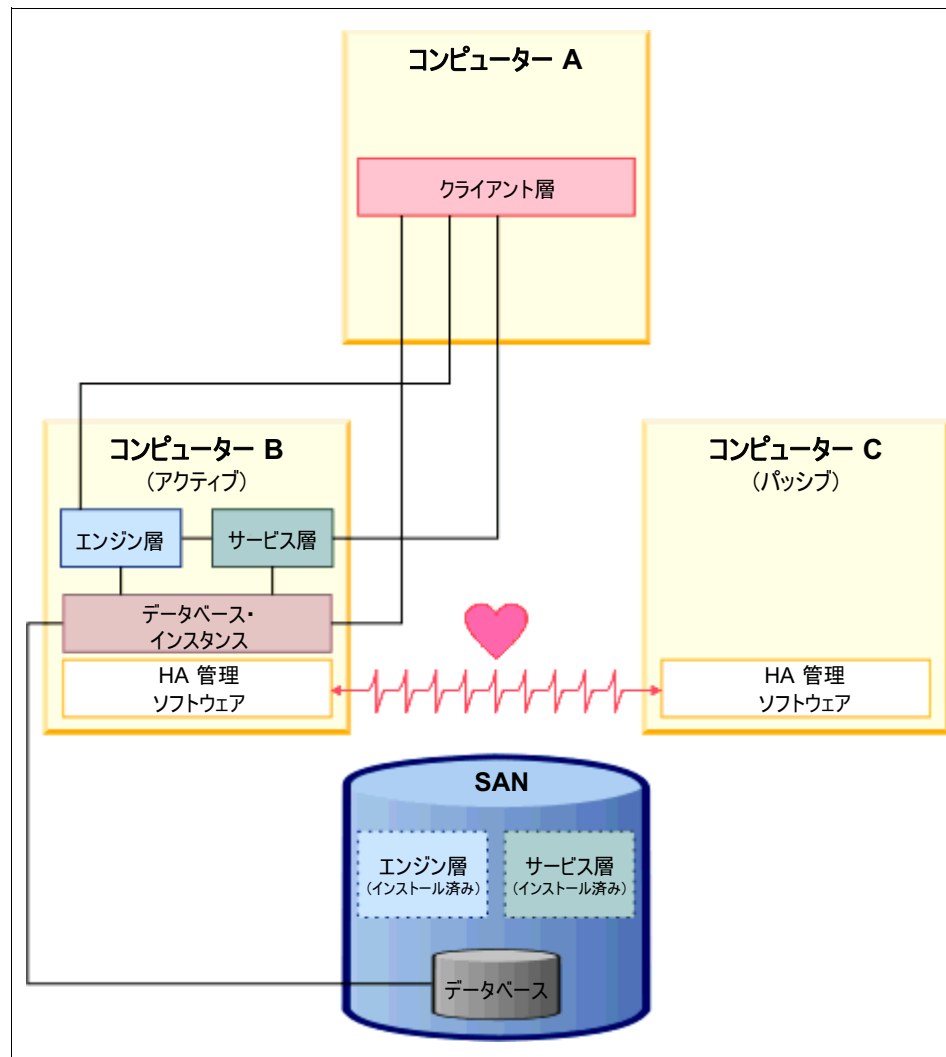 コンピューター A
クライアント層
コンピューター B
(アクティブ)
エンジン層
サービス層
データベース・
インスタンス
HA 管理
ソフトウェア
コンピューター C
(パッシブ)
HA 管理
ソフトウェア
SAN
エンジン層
(インストール済み)
サービス層
(インストール済み)
データベース